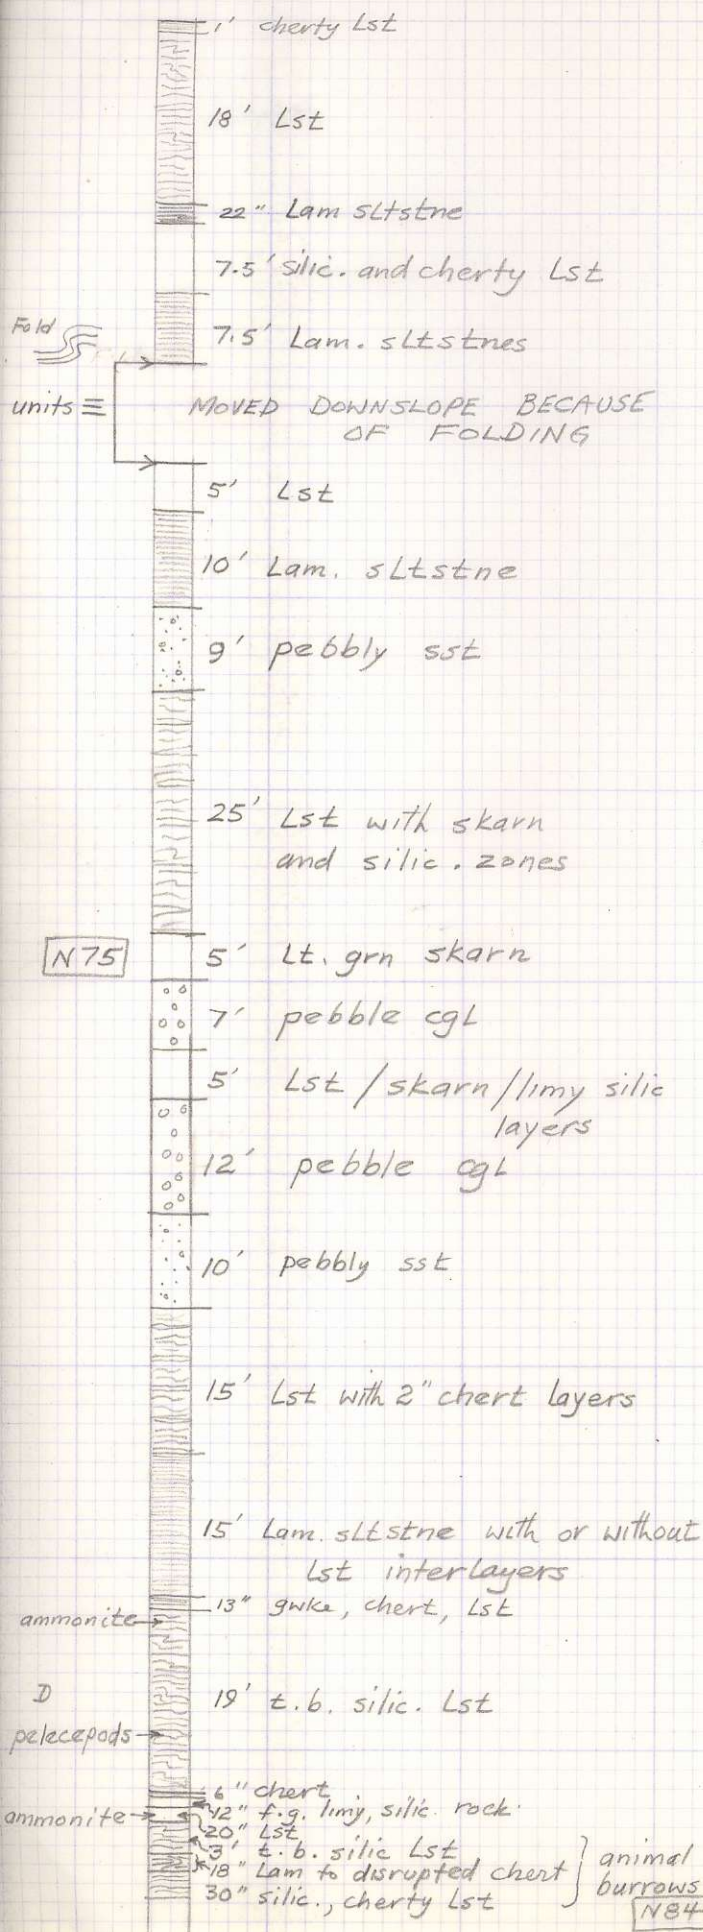 1' cherty Lst
18' Lst
22" Lam sltstne
7.5' silic. and cherty Lst
Fold
7.5' Lam. sltstnes
units ≡
MOVED DOWNSLOPE BECAUSE
OF FOLDING
5' Lst
10' Lam. sltstne
9' pebbly sst
25' Lst with skarn
and silic. zones
N75
5' Lt. grn skarn
7' pebble cgl
5' Lst / skarn / limy silic
layers
12' pebble cgl
10' pebbly sst
15' Lst with 2" chert layers
15' Lam. sltstne with or without
Lst interlayers
13" gwke, chert, Lst
ammonite
19' t.b. silic. Lst
D
pelecepods
6" chert
12" f.g. limy, silic. rock
ammonite
20" Lst
3' t.b. silic Lst
18" Lam to disrupted chert
30" silic., cherty Lst
animal
burrows
N84